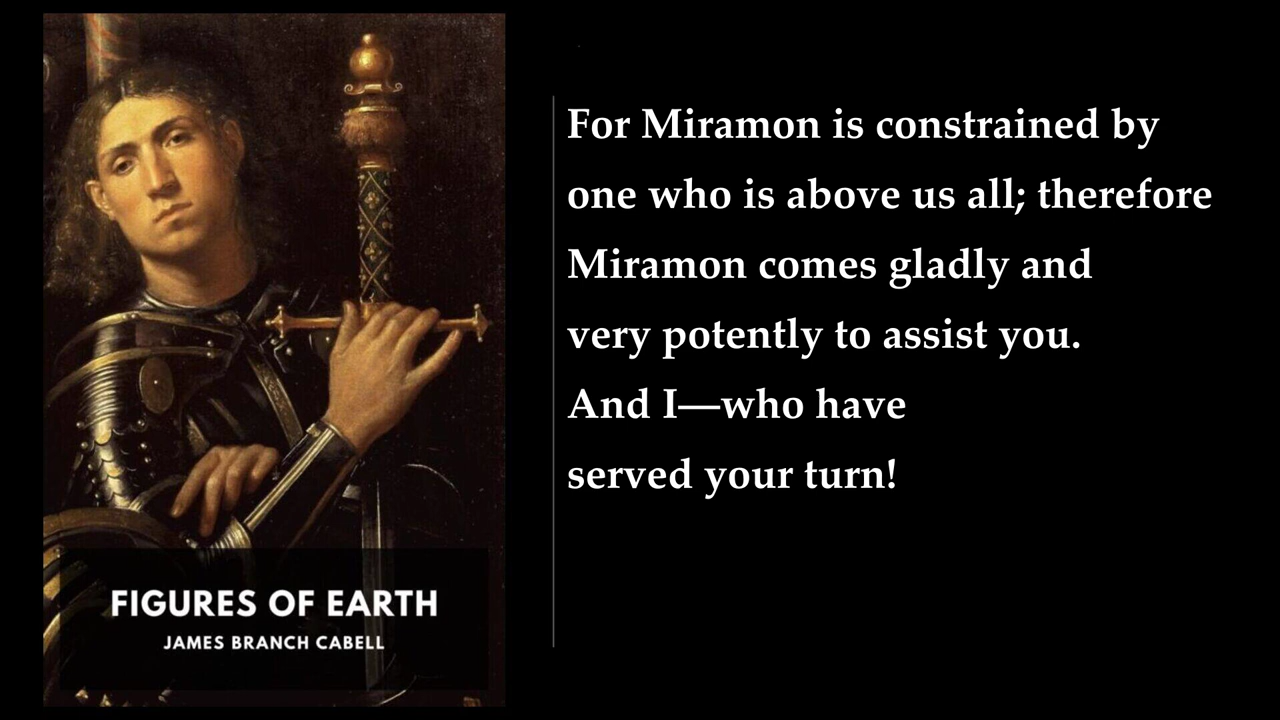 For Miramon is constrained by
one who is above us all; therefore
Miramon comes gladly and
very potently to assist you.
And I—who have
served your turn!
FIGURES OF EARTH
JAMES BRANCH CABELL